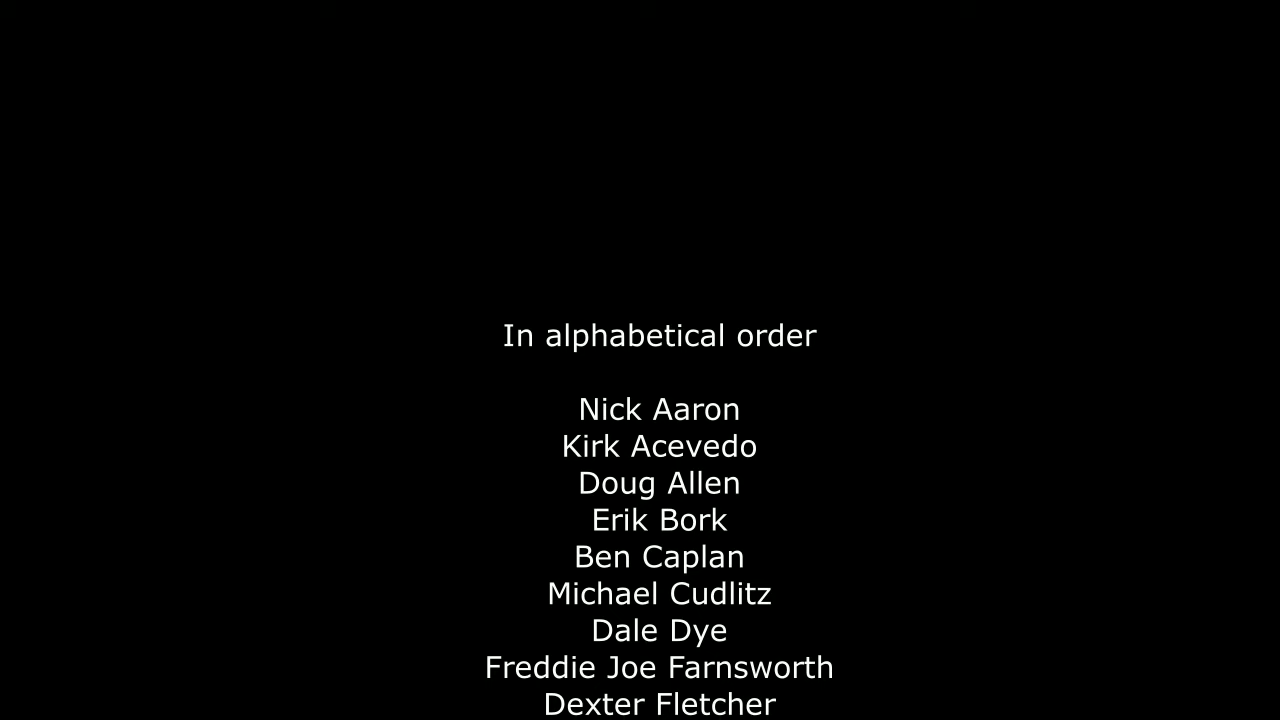 In alphabetical order
Nick Aaron
Kirk Acevedo
Doug Allen
Erik Bork
Ben Caplan
Michael Cudlitz
Dale Dye
Freddie Joe Farnsworth
Dexter Fletcher